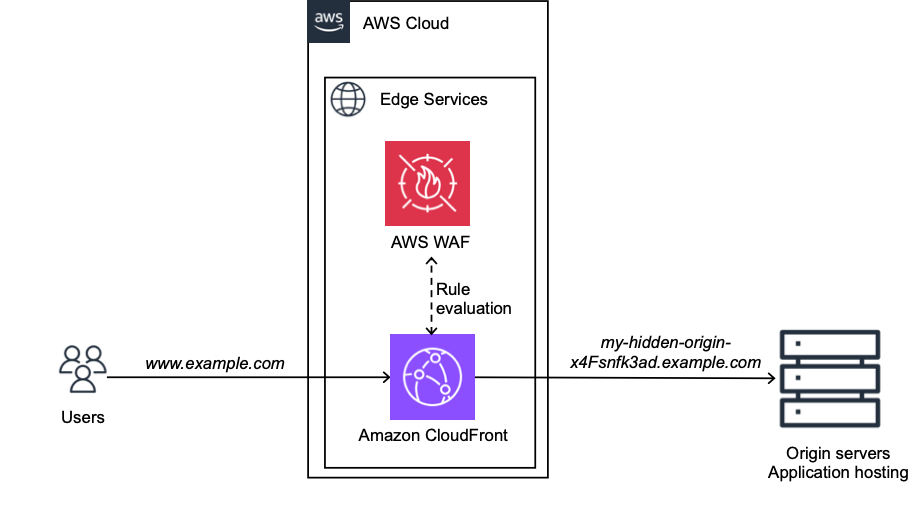 aws
AWS Cloud
Edge Services
AWS WAF
Rule
evaluation
www.example.com
my-hidden-origin-
x4Fsnfk3ad.example.com
Users
Amazon CloudFront
Origin servers
Application hosting